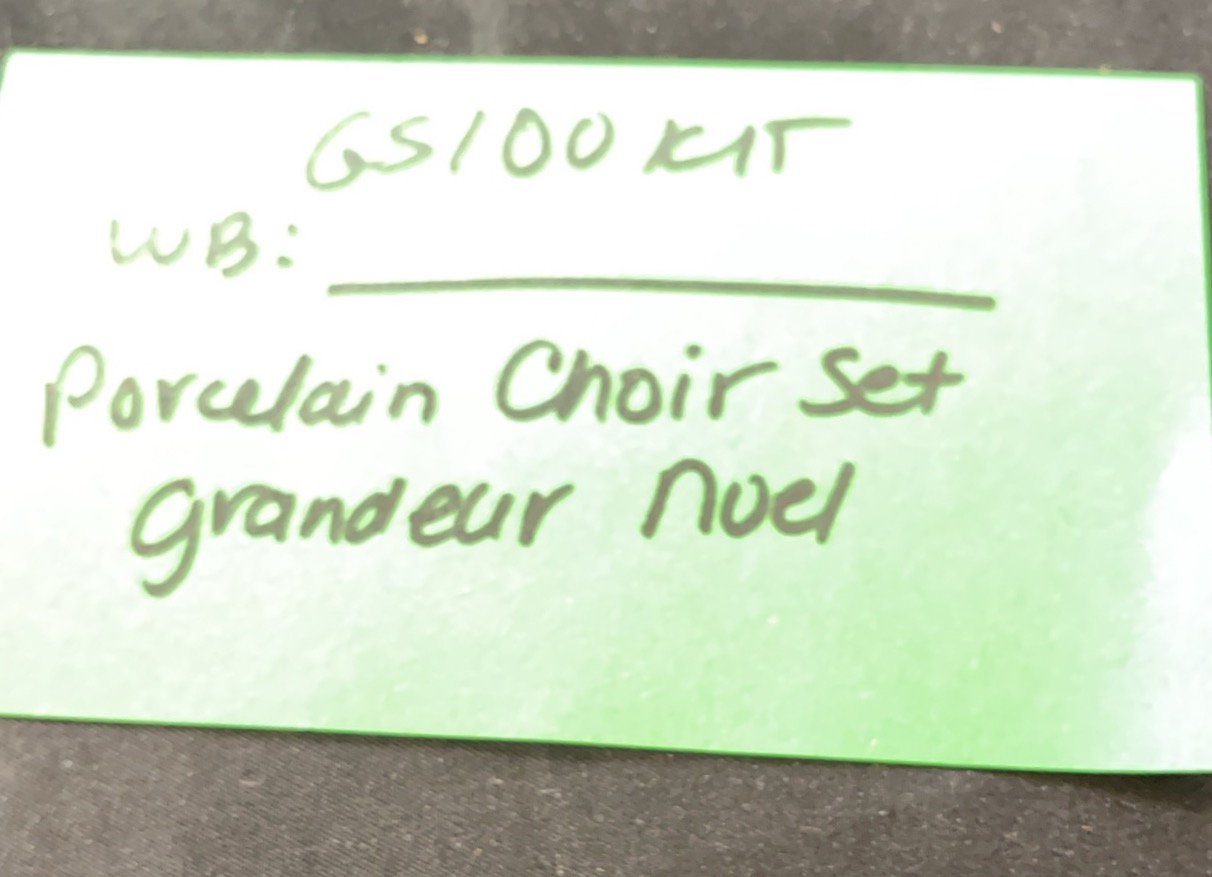 GS100 KIT
WB:
Porcelain Choir Set
grandeur Noel